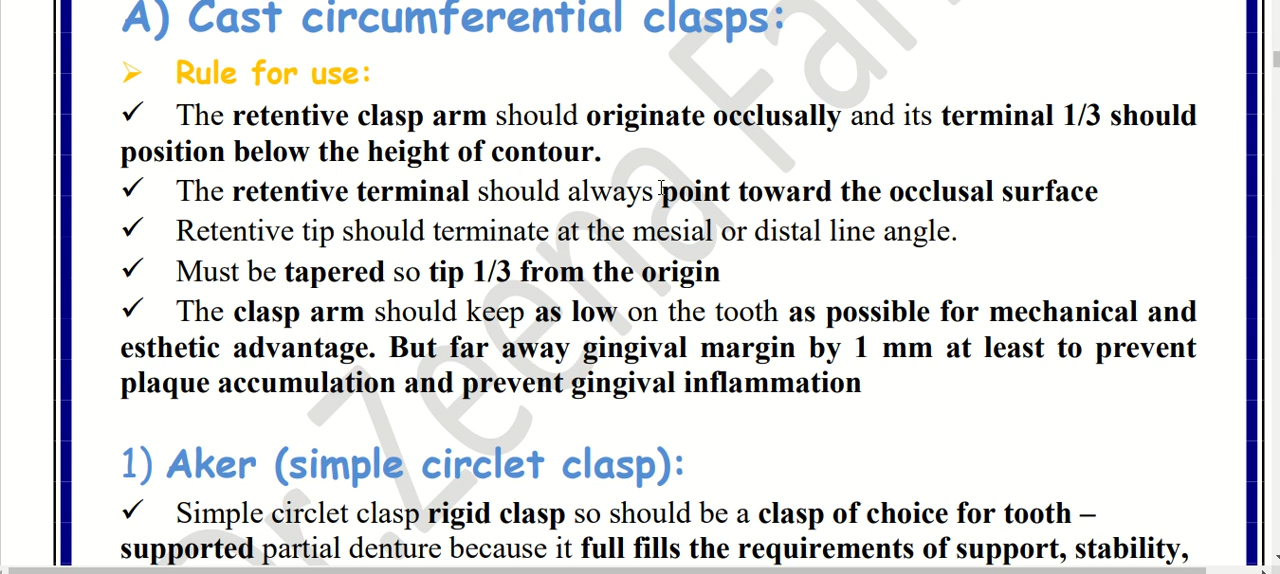 A) Cast circumferential clasps:
➢ Rule for use:
✓ The retentive clasp arm should originate occlusally and its terminal 1/3 should
position below the height of contour.
✓ The retentive terminal should always point toward the occlusal surface
✓ Retentive tip should terminate at the mesial or distal line angle.
✓ Must be tapered so tip 1/3 from the origin
✓ The clasp arm should keep as low on the tooth as possible for mechanical and
esthetic advantage. But far away gingival margin by 1 mm at least to prevent
plaque accumulation and prevent gingival inflammation
1) Aker (simple circlet clasp):
✓ Simple circlet clasp rigid clasp so should be a clasp of choice for tooth –
supported partial denture because it full fills the requirements of support, stability,
Dr.Zeena Fa